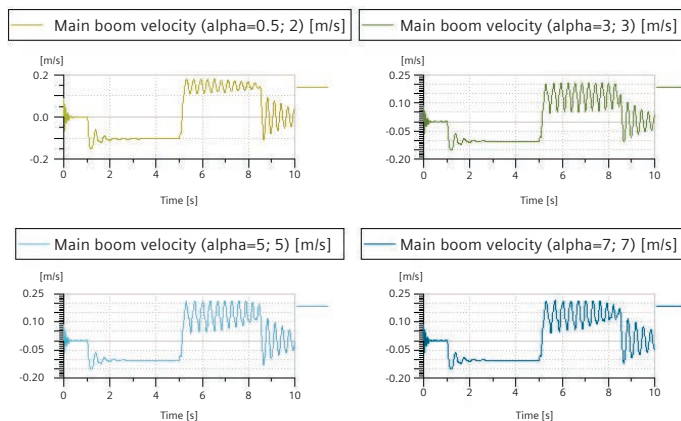 Main boom velocity (alpha=0.5; 2) [m/s]
Main boom velocity (alpha=3; 3) [m/s]
[m/s]
0.2
0.0
-0.2
0 2 4 6 8 10
Time [s]
[m/s]
0.25
0.10
-0.05
-0.20
0 2 4 6 8 10
Time [s]
Main boom velocity (alpha=5; 5) [m/s]
Main boom velocity (alpha=7; 7) [m/s]
[m/s]
0.25
0.10
-0.05
-0.20
0 2 4 6 8 10
Time [s]
[m/s]
0.25
0.10
-0.05
-0.20
0 2 4 6 8 10
Time [s]